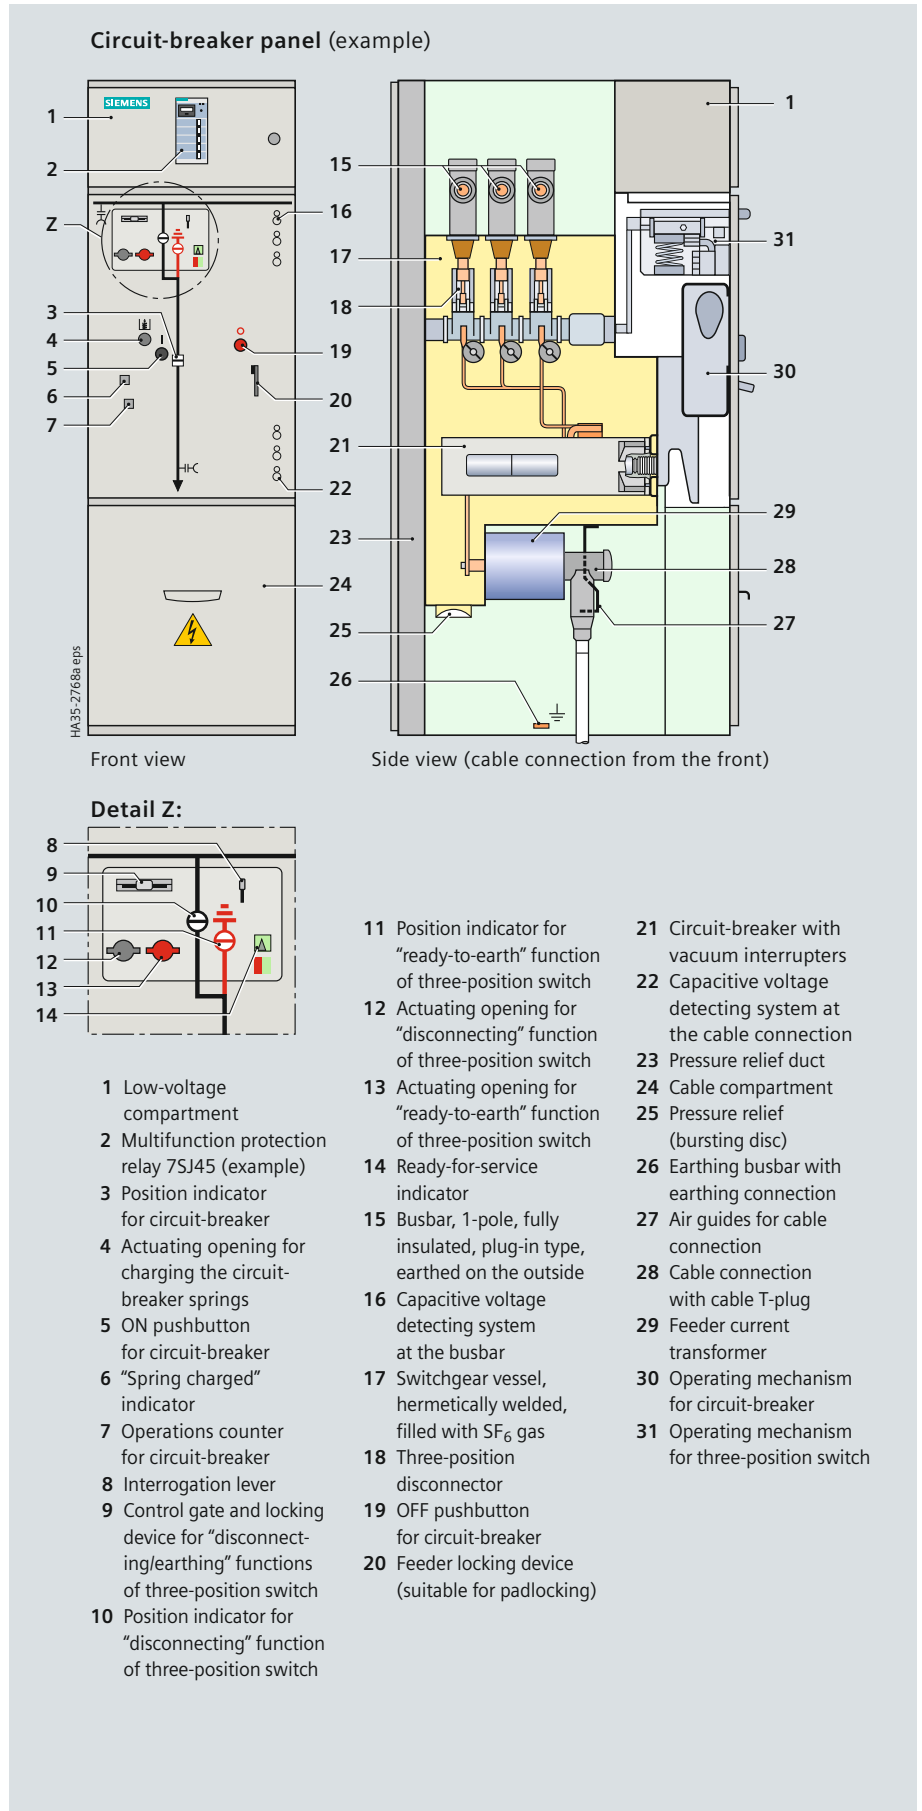 Circuit-breaker panel (example)
SIEMENS
1
2
Z
3
4
5
6
7
15
16
17
18
19
20
21
22
23
24
25
26
1
31
30
29
28
27
HA35-2768a eps
Front view
Side view (cable connection from the front)
Detail Z:
8
9
10
11
12
13
14
1 Low-voltage
compartment
2 Multifunction protection
relay 7SJ45 (example)
3 Position indicator
for circuit-breaker
4 Actuating opening for
charging the circuit-
breaker springs
5 ON pushbutton
for circuit-breaker
6 “Spring charged”
indicator
7 Operations counter
for circuit-breaker
8 Interrogation lever
9 Control gate and locking
device for “disconnect-
ing/earthing” functions
of three-position switch
10 Position indicator for
“disconnecting” function
of three-position switch
11 Position indicator for
“ready-to-earth” function
of three-position switch
12 Actuating opening for
“disconnecting” function
of three-position switch
13 Actuating opening for
“ready-to-earth” function
of three-position switch
14 Ready-for-service
indicator
15 Busbar, 1-pole, fully
insulated, plug-in type,
earthed on the outside
16 Capacitive voltage
detecting system
at the busbar
17 Switchgear vessel,
hermetically welded,
filled with SF6 gas
18 Three-position
disconnector
19 OFF pushbutton
for circuit-breaker
20 Feeder locking device
(suitable for padlocking)
21 Circuit-breaker with
vacuum interrupters
22 Capacitive voltage
detecting system at
the cable connection
23 Pressure relief duct
24 Cable compartment
25 Pressure relief
(bursting disc)
26 Earthing busbar with
earthing connection
27 Air guides for cable
connection
28 Cable connection
with cable T-plug
29 Feeder current
transformer
30 Operating mechanism
for circuit-breaker
31 Operating mechanism
for three-position switch